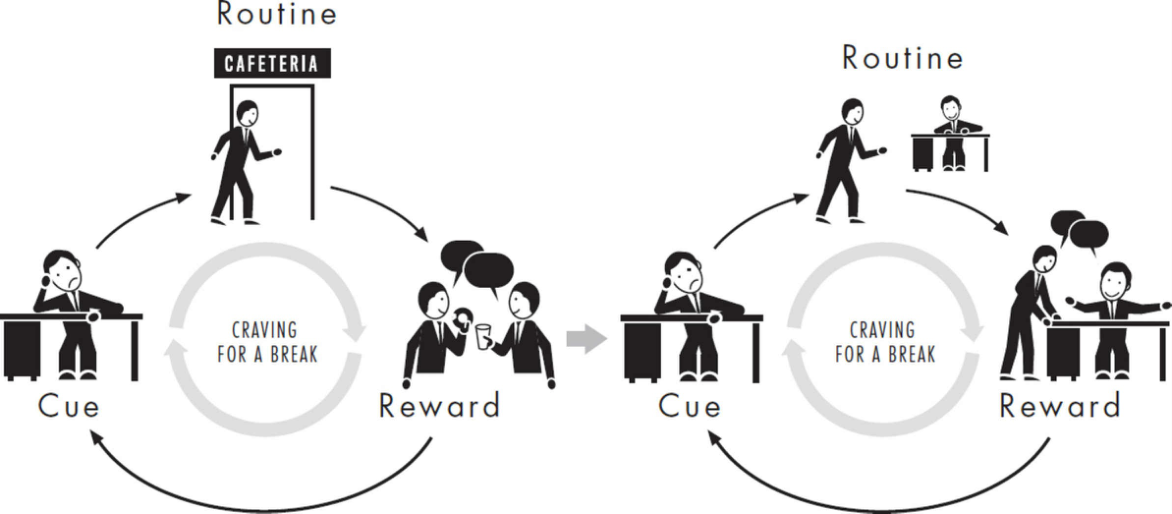 Routine
CAFETERIA
CRAVING
FOR A BREAK
Cue
Reward
Routine
CRAVING
FOR A BREAK
Cue
Reward